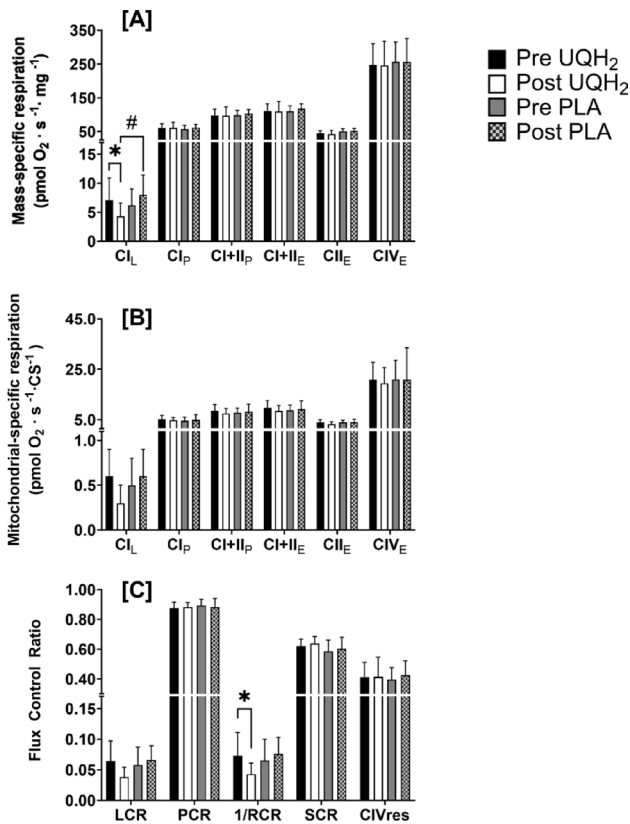 [A]
Mass-specific respiration
(pmol O₂ · s⁻¹· mg ⁻¹)
350
250
150
50
15
10
5
0
*
#
CI_L CI_P CI+II_P CI+II_E CII_E CIV_E
Pre UQH₂
Post UQH₂
Pre PLA
Post PLA
[B]
Mitochondrial-specific respiration
(pmol O₂ · s⁻¹·CS⁻¹)
45.0
25.0
5.0
1.0
0.5
0.0
CI_L CI_P CI+II_P CI+II_E CII_E CIV_E
[C]
Flux Control Ratio
1.00
0.80
0.60
0.40
0.15
0.10
0.05
0.00
*
LCR PCR 1/RCR SCR CIVres